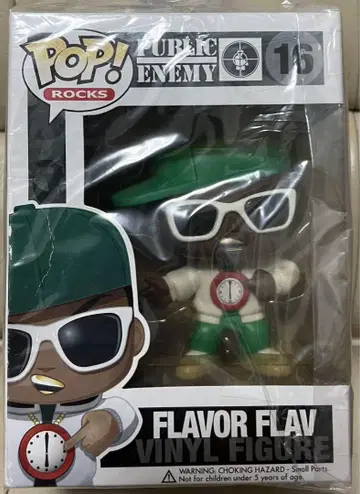 POP!
ROCKS
PUBLIC
ENEMY
16
FLAVOR FLAV
VINYL FIGURE
WARNING: CHOKING HAZARD - Small Parts
Not for children under 3 years of age.